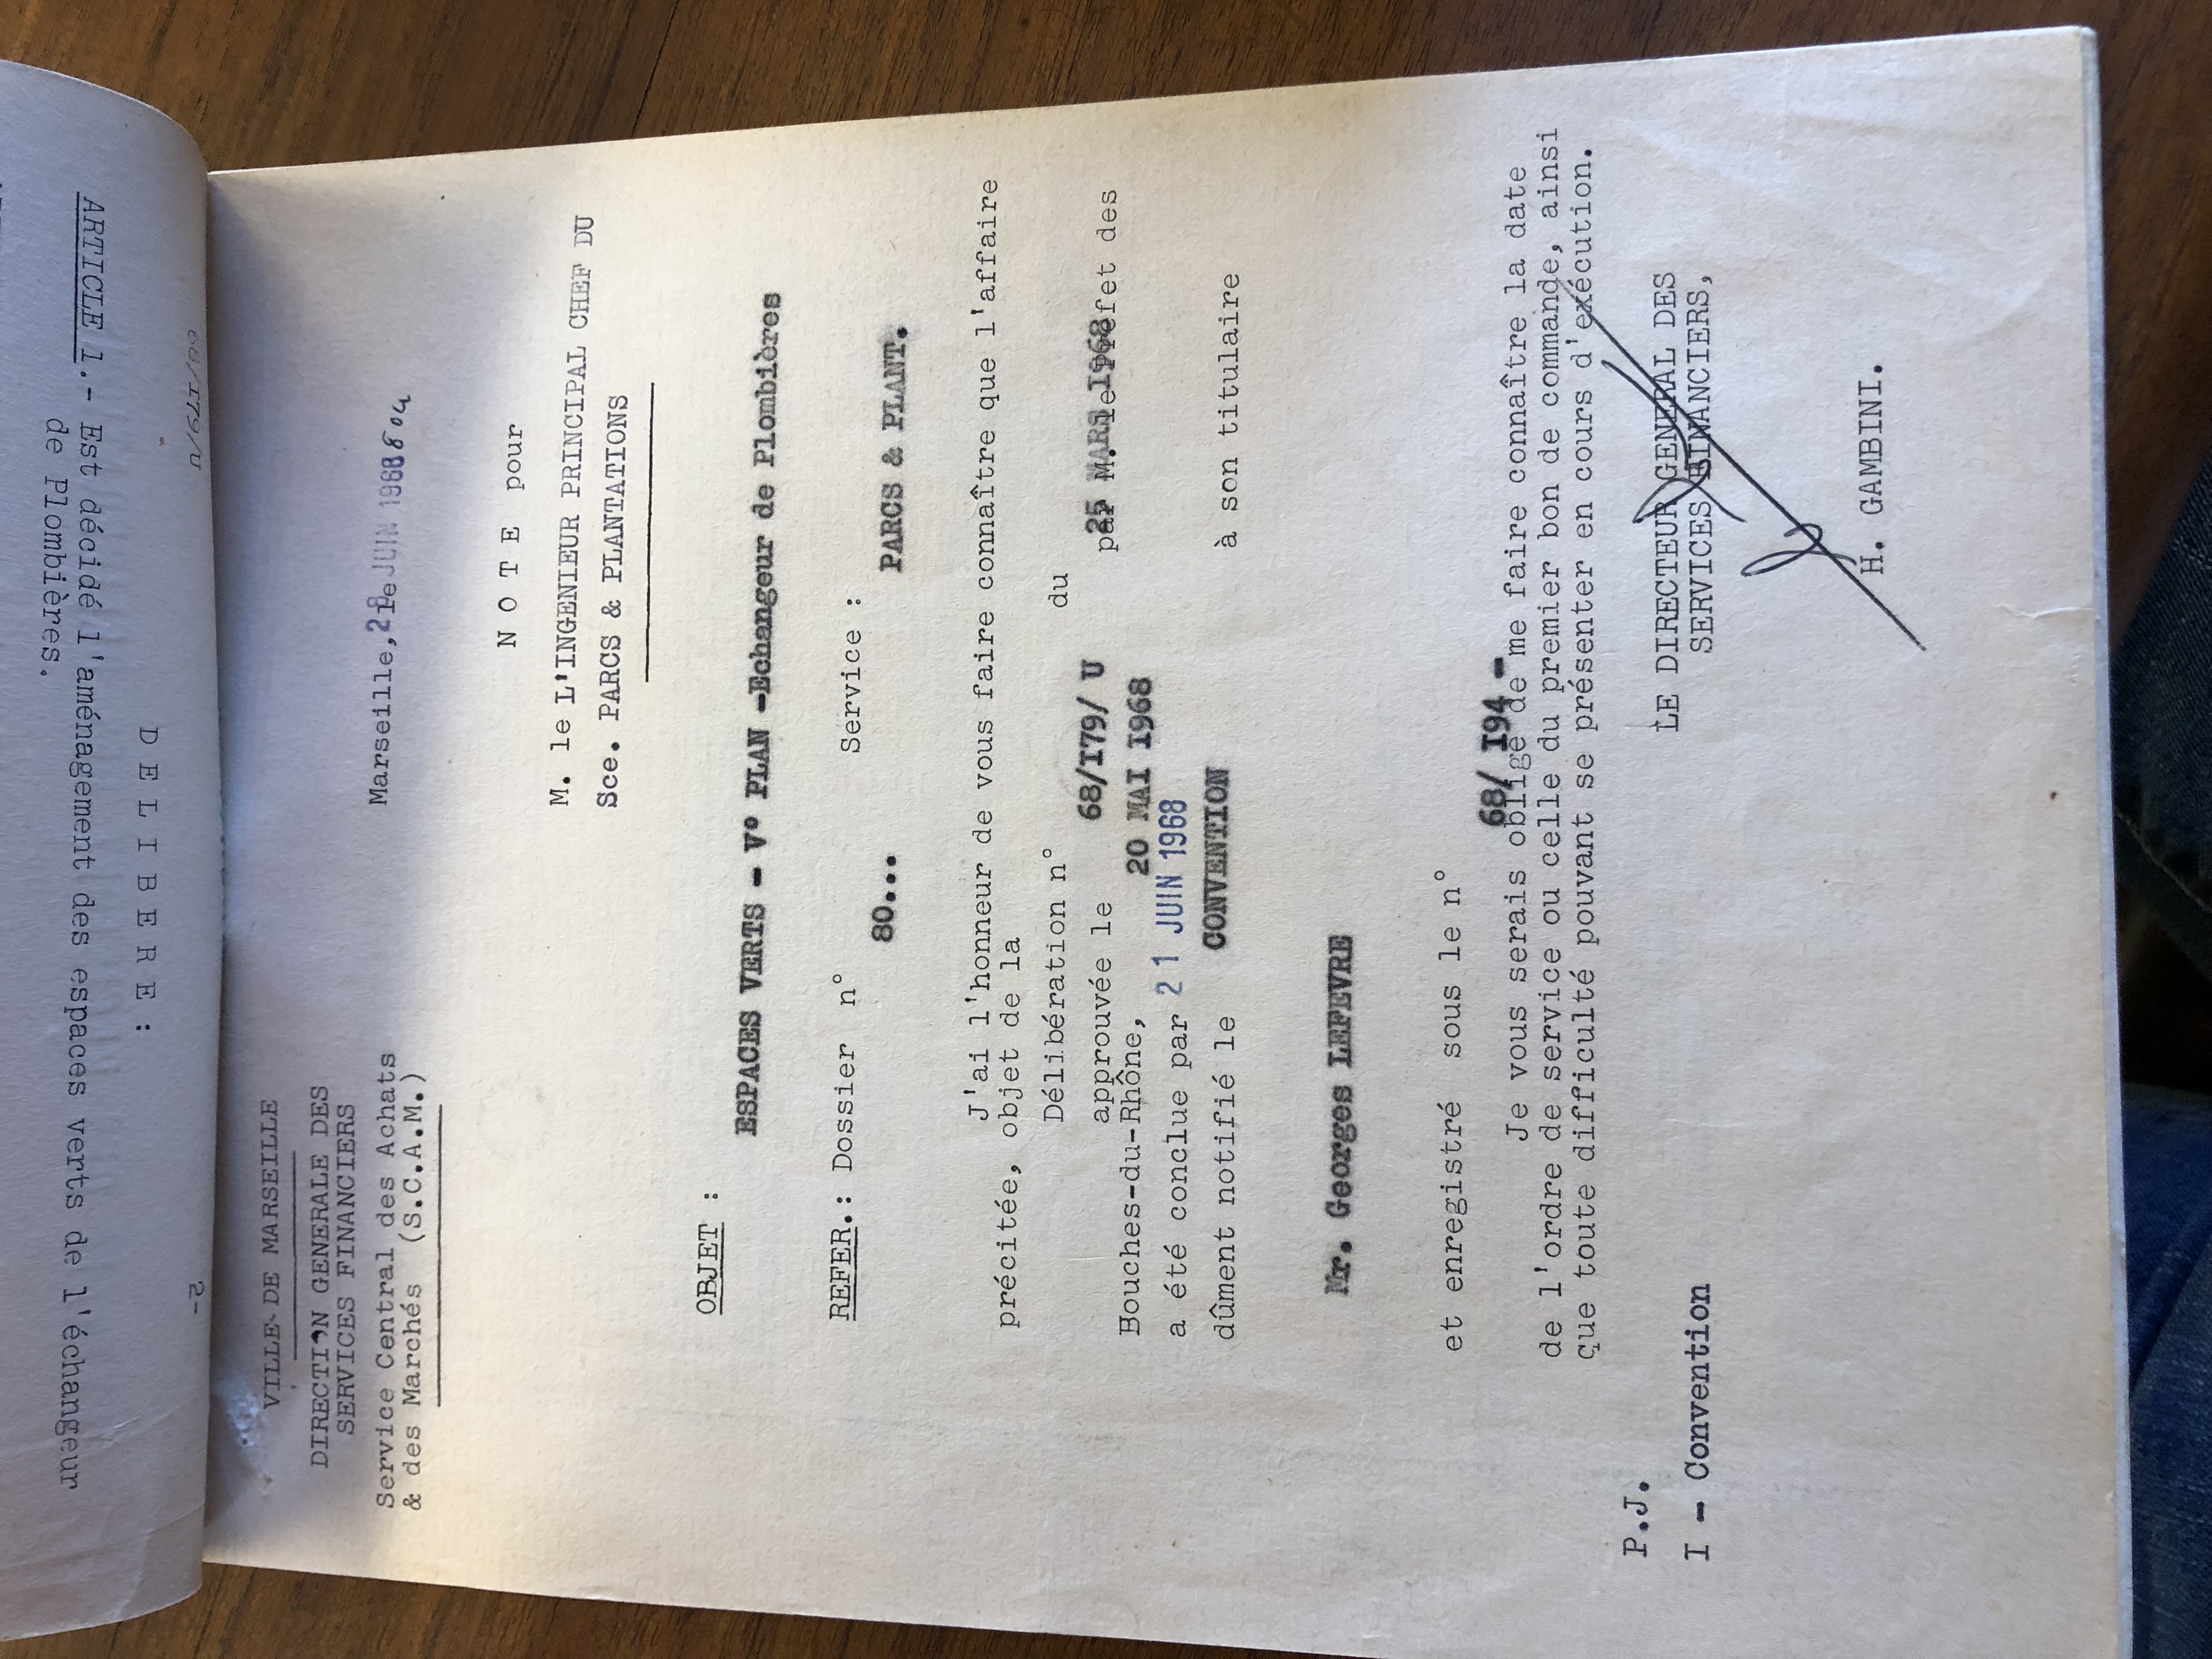 68/I79/U 2-
D E L I B E R E :
ARTICLE 1.- Est décidé l'aménagement des espaces verts de l'échangeur
de Plombières.
VILLE DE MARSEILLE
DIRECTION GENERALE DES
SERVICES FINANCIERS
Service Central des Achats
& des Marchés (S.C.A.M.)
Marseille, le 28 JUIN 1968
N O T E pour
M. le L'INGENIEUR PRINCIPAL CHEF DU
Sce. PARCS & PLANTATIONS
OBJET :
ESPACES VERTS - V° PLAN -Echangeur de Plombières
REFER.: Dossier n° Service :
80... PARCS & PLANT.
J'ai l'honneur de vous faire connaître que l'affaire
précitée, objet de la
Délibération n° du
68/I79/ U 25 MARS I968
approuvée le par M. le Préfet des
Bouches-du-Rhône,
20 MAI I968
a été conclue par 21 JUIN 1968
CONVENTION
dûment notifié le à son titulaire
Mr. Georges LEFEVRE
et enregistré sous le n°
68/ I94 -
Je vous serais obligé de me faire connaître la date
de l'ordre de service ou celle du premier bon de commande, ainsi
que toute difficulté pouvant se présenter en cours d'exécution.
P.J.
I - Convention
LE DIRECTEUR GENERAL DES
SERVICES FINANCIERS,
H. GAMBINI.